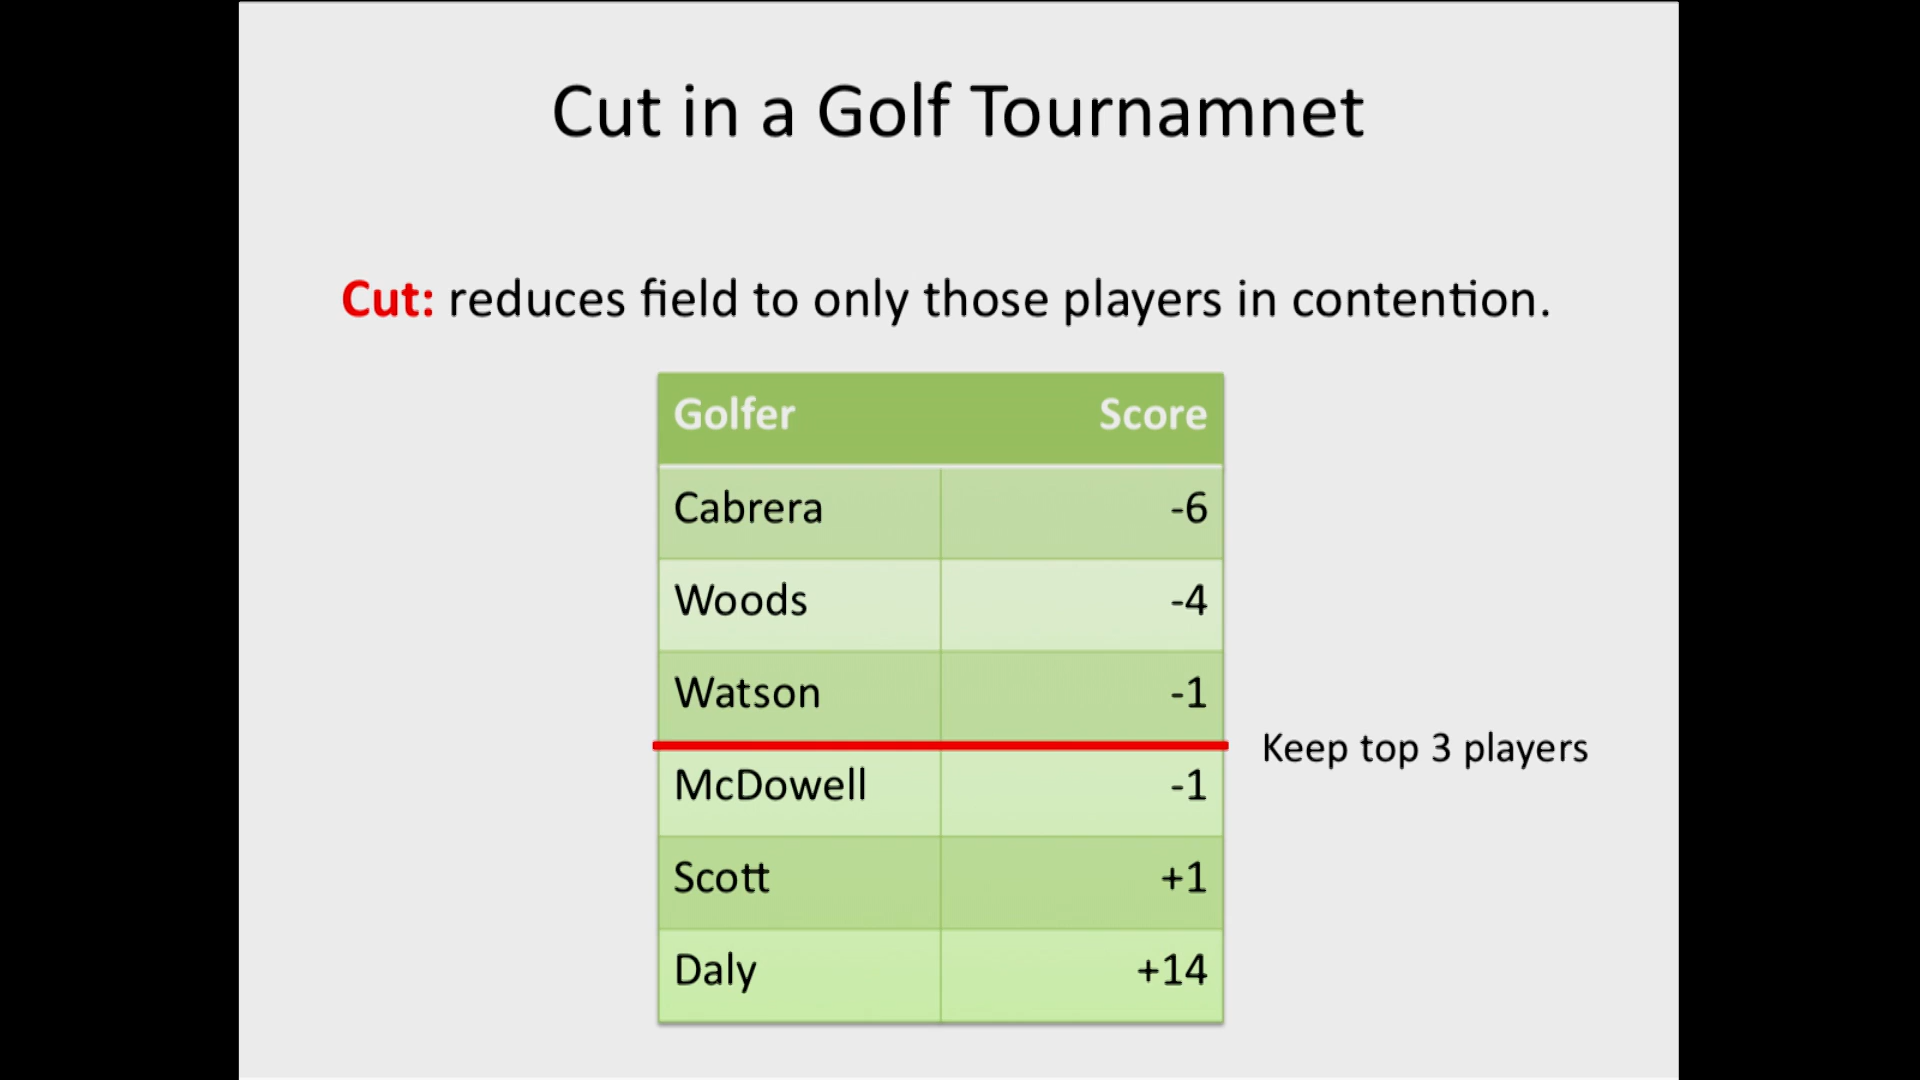 Cut in a Golf Tournamnet
Cut: reduces field to only those players in contention.
Golfer Score
Cabrera -6
Woods -4
Watson -1
Keep top 3 players
McDowell -1
Scott +1
Daly +14